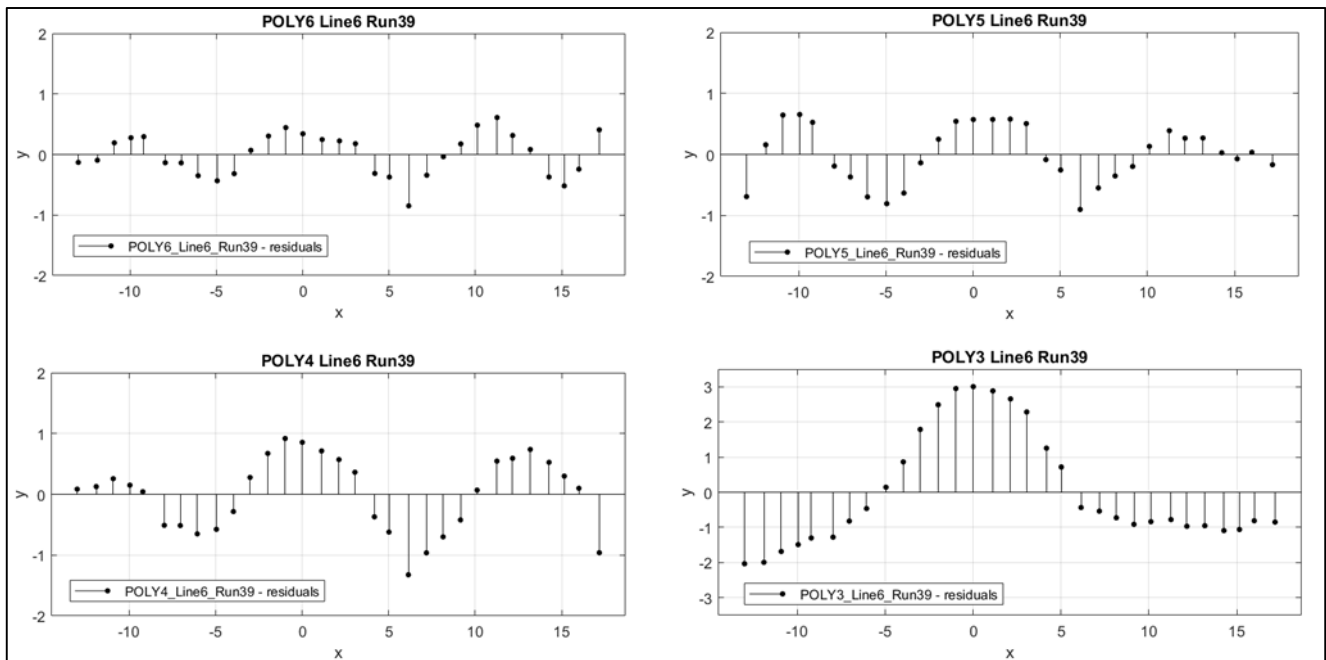 POLY6 Line6 Run39
2
1
0
-1
-2
y
POLY6_Line6_Run39 - residuals
-10 -5 0 5 10 15
x
POLY5 Line6 Run39
2
1
0
-1
-2
y
POLY5_Line6_Run39 - residuals
-10 -5 0 5 10 15
x
POLY4 Line6 Run39
2
1
0
-1
-2
y
POLY4_Line6_Run39 - residuals
-10 -5 0 5 10 15
x
POLY3 Line6 Run39
3
2
1
0
-1
-2
-3
y
POLY3_Line6_Run39 - residuals
-10 -5 0 5 10 15
x